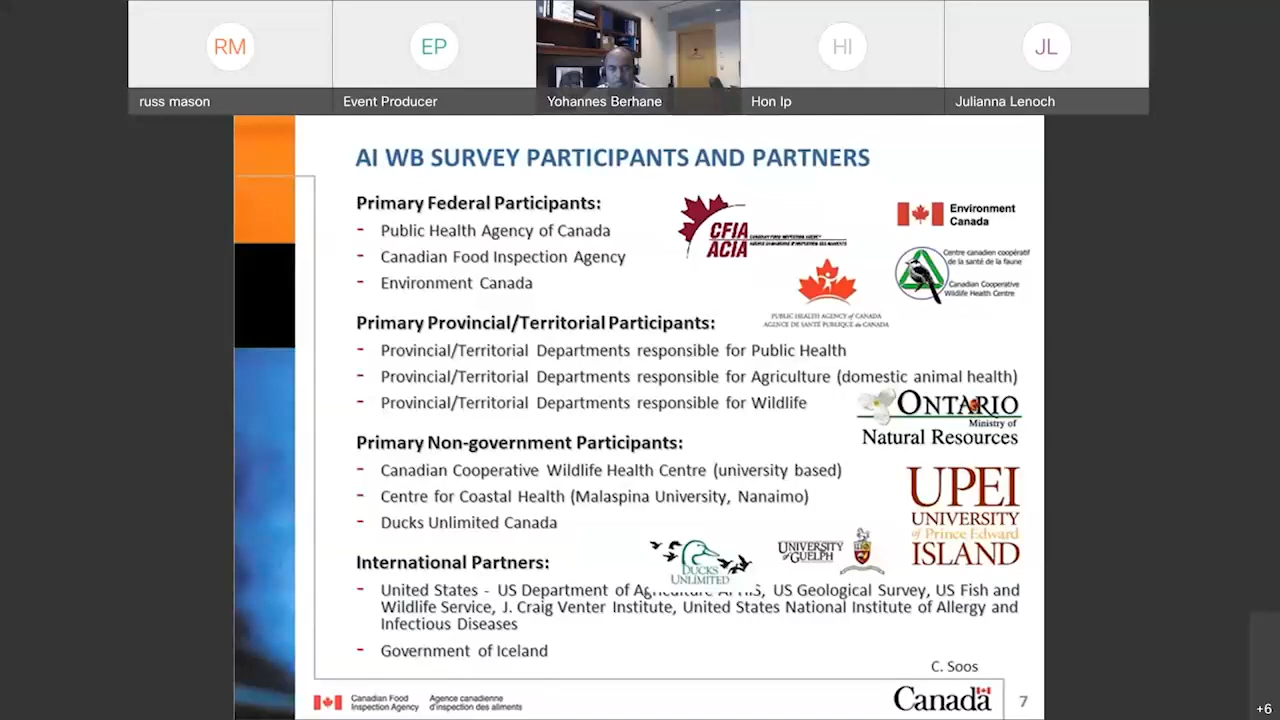 RM
EP
HI
JL
russ mason
Event Producer
Yohannes Berhane
Hon Ip
Julianna Lenoch
AI WB SURVEY PARTICIPANTS AND PARTNERS
Primary Federal Participants:
- Public Health Agency of Canada
- Canadian Food Inspection Agency
- Environment Canada
CFIA
ACIA
Environment
Canada
Centre canadien coopératif
de la santé de la faune
Canadian Cooperative
Wildlife Health Centre
PUBLIC HEALTH AGENCY of CANADA
AGENCE DE SANTÉ PUBLIQUE du CANADA
Primary Provincial/Territorial Participants:
- Provincial/Territorial Departments responsible for Public Health
- Provincial/Territorial Departments responsible for Agriculture (domestic animal health)
- Provincial/Territorial Departments responsible for Wildlife
ONTARIO
Ministry of
Natural Resources
Primary Non-government Participants:
- Canadian Cooperative Wildlife Health Centre (university based)
- Centre for Coastal Health (Malaspina University, Nanaimo)
- Ducks Unlimited Canada
UPEI
UNIVERSITY
of Prince Edward
ISLAND
DUCKS
UNLIMITED
UNIVERSITY
of GUELPH
International Partners:
- United States - US Department of Agriculture, US Geological Survey, US Fish and
Wildlife Service, J. Craig Venter Institute, United States National Institute of Allergy and
Infectious Diseases
- Government of Iceland
C. Soos
Canadian Food
Inspection Agency
Agence canadienne
d'inspection des aliments
Canada
7
+6